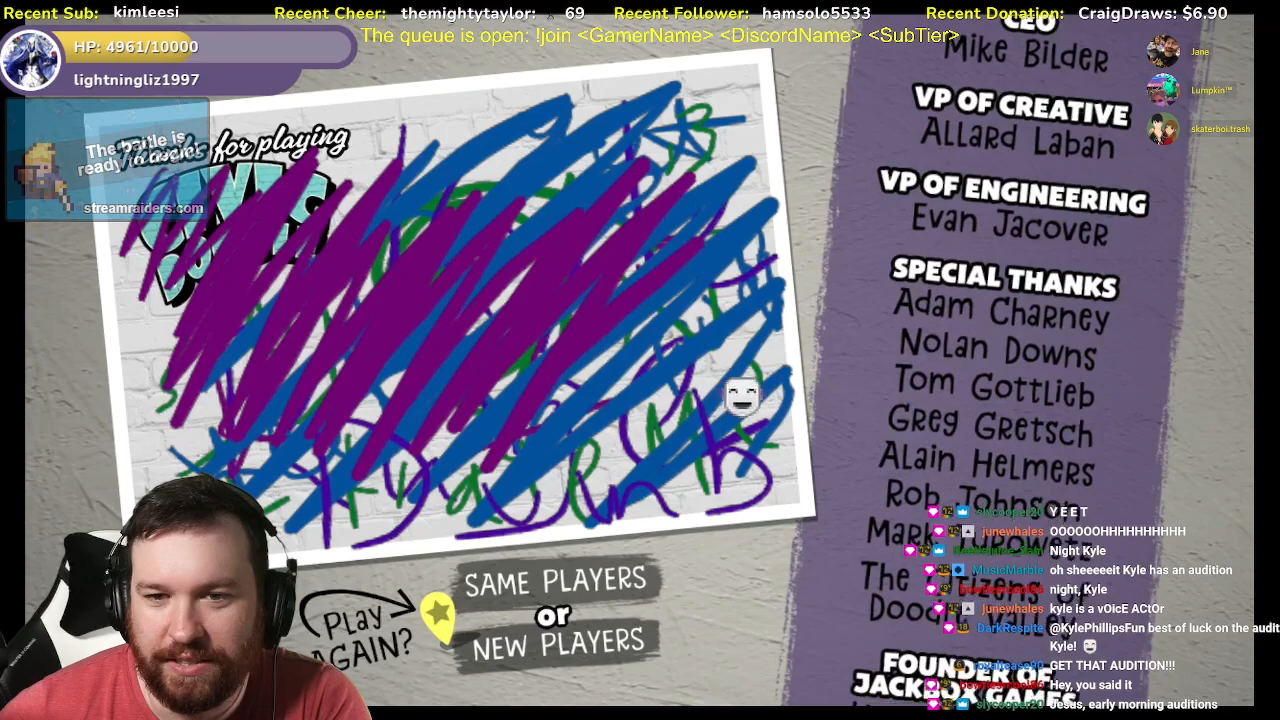 Recent Sub: kimleesi
Recent Cheer: themightytaylor: 69
Recent Follower: hamsolo5533
Recent Donation: CraigDraws: $6.90
The queue is open: !join <GamerName> <DiscordName> <SubTier>
HP: 4961/10000
lightningliz1997
The battle is
ready to
streamraiders.com
for playing
Jane
Lumpkin™
skaterboi.trash
CEO
Mike Bilder
VP OF CREATIVE
Allard Laban
VP OF ENGINEERING
Evan Jacover
SPECIAL THANKS
Adam Charney
Nolan Downs
Tom Gottlieb
Greg Gretsch
Alain Helmers
Rob Johnson
Mark
The
FOUNDER OF
JACKBOX GAMES
Play
AGAIN?
SAME PLAYERS
or
NEW PLAYERS
slycooper20 Y E E T
junewhales OOOOOOHHHHHHHHHH
Night Kyle
MusicMarble oh sheeeeeit Kyle has an audition
night, Kyle
junewhales kyle is a vOicE ACtOr
DarkRespite @KylePhillipsFun best of luck on the audit
Kyle!
GET THAT AUDITION!!!
Hey, you said it
slycooper20 Jesus, early morning auditions